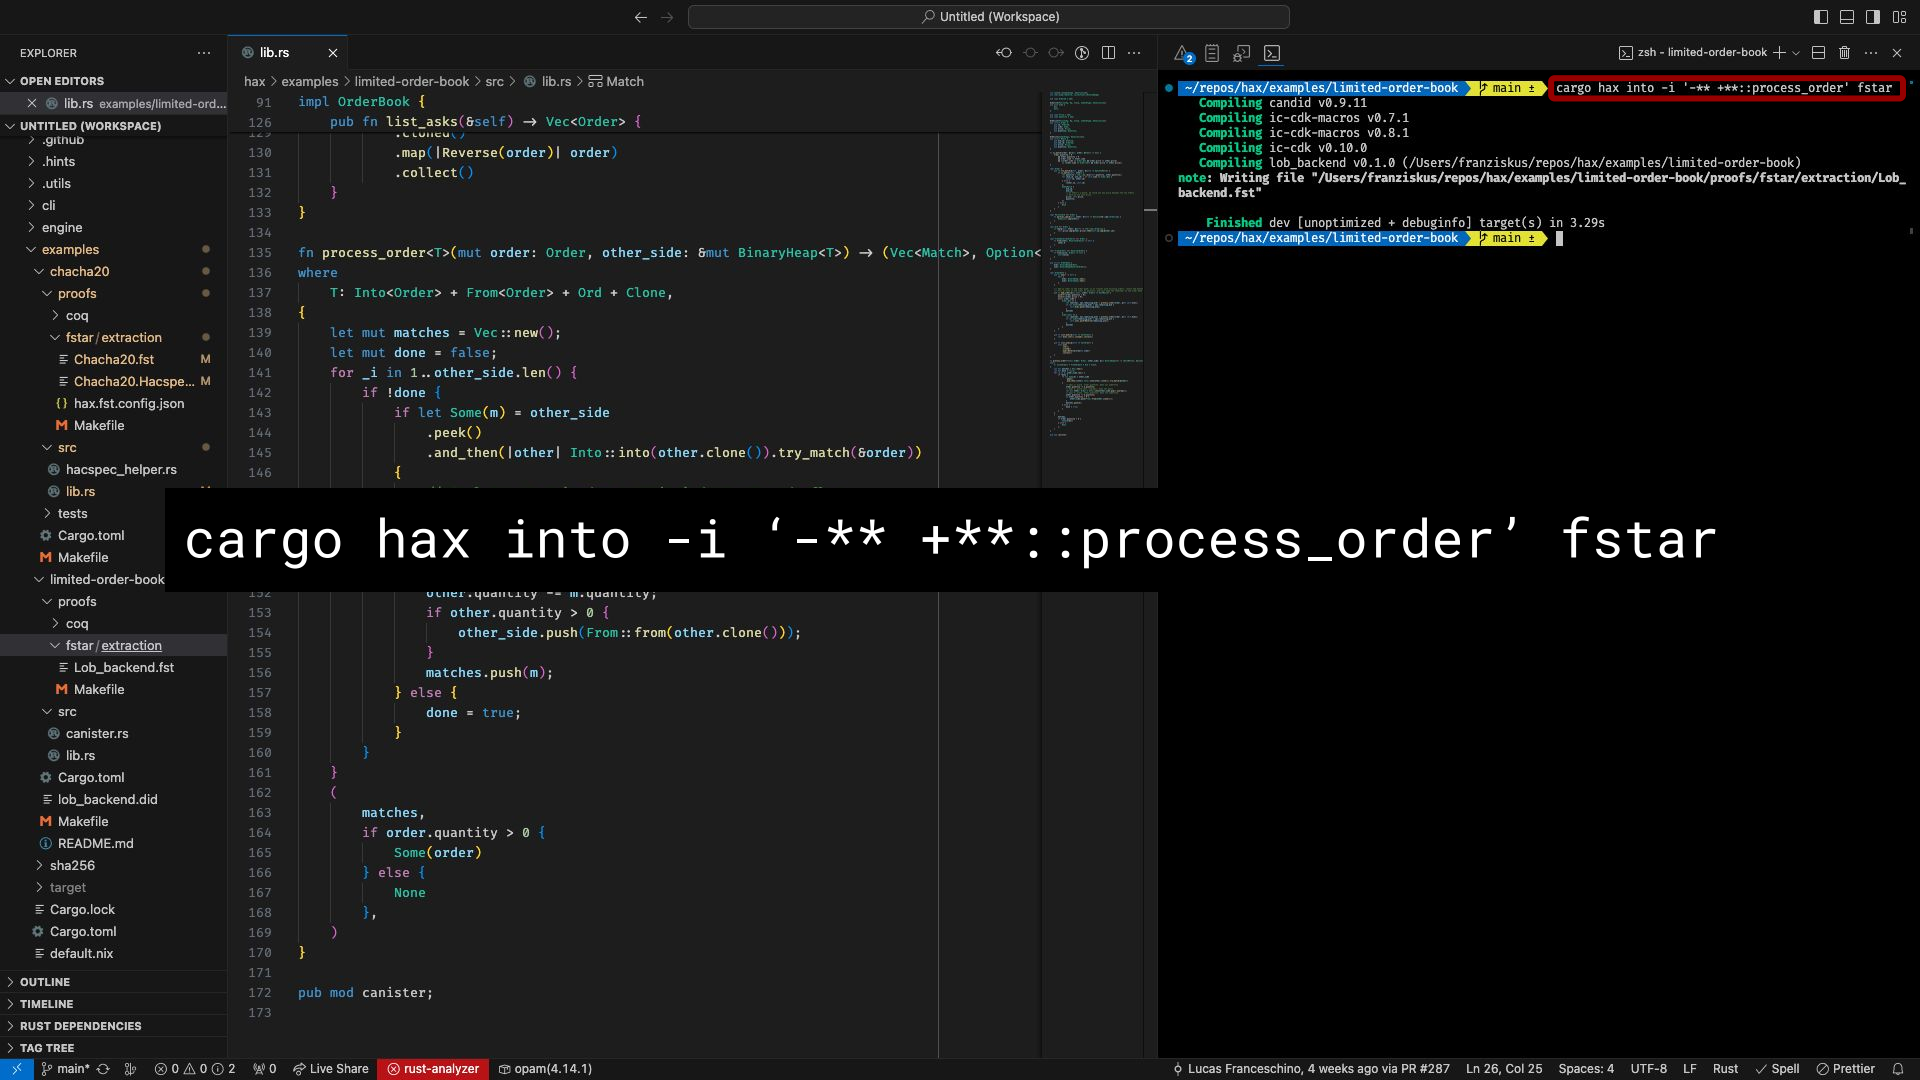 Untitled (Workspace)
EXPLORER
OPEN EDITORS
lib.rs examples/limited-ord...
UNTITLED (WORKSPACE)
.github
.hints
.utils
cli
engine
examples
chacha20
proofs
coq
fstar/extraction
Chacha20.fst M
Chacha20.Hacspe... M
hax.fst.config.json
Makefile
src
hacspec_helper.rs
lib.rs
tests
Cargo.toml
Makefile
limited-order-book
proofs
coq
fstar/extraction
Lob_backend.fst
Makefile
src
canister.rs
lib.rs
Cargo.toml
lob_backend.did
Makefile
README.md
sha256
target
Cargo.lock
Cargo.toml
default.nix
OUTLINE
TIMELINE
RUST DEPENDENCIES
TAG TREE
lib.rs
hax > examples > limited-order-book > src > lib.rs > Match
91 impl OrderBook {
126 pub fn list_asks(&self) -> Vec<Order> {
129 .cloned()
130 .map(|Reverse(order)| order)
131 .collect()
132 }
133 }
134
135 fn process_order<T>(mut order: Order, other_side: &mut BinaryHeap<T>) -> (Vec<Match>, Option<
136 where
137 T: Into<Order> + From<Order> + Ord + Clone,
138 {
139 let mut matches = Vec::new();
140 let mut done = false;
141 for _i in 1..other_side.len() {
142 if !done {
143 if let Some(m) = other_side
144 .peek()
145 .and_then(|other| Into::into(other.clone()).try_match(&order))
146 {
cargo hax into -i ‘-** +**::process_order’ fstar
152 other.quantity -= m.quantity;
153 if other.quantity > 0 {
154 other_side.push(From::from(other.clone()));
155 }
156 matches.push(m);
157 } else {
158 done = true;
159 }
160 }
161 }
162 (
163 matches,
164 if order.quantity > 0 {
165 Some(order)
166 } else {
167 None
168 },
169 )
170 }
171
172 pub mod canister;
173
2
zsh - limited-order-book
~/repos/hax/examples/limited-order-book main ± cargo hax into -i '-** +**::process_order' fstar
Compiling candid v0.9.11
Compiling ic-cdk-macros v0.7.1
Compiling ic-cdk-macros v0.8.1
Compiling ic-cdk v0.10.0
Compiling lob_backend v0.1.0 (/Users/franziskus/repos/hax/examples/limited-order-book)
note: Writing file "/Users/franziskus/repos/hax/examples/limited-order-book/proofs/fstar/extraction/Lob_
backend.fst"
Finished dev [unoptimized + debuginfo] target(s) in 3.29s
~/repos/hax/examples/limited-order-book main ±
main* 0 0 2 0 Live Share rust-analyzer opam(4.14.1) Lucas Franceschino, 4 weeks ago via PR #287 Ln 26, Col 25 Spaces: 4 UTF-8 LF Rust Spell Prettier